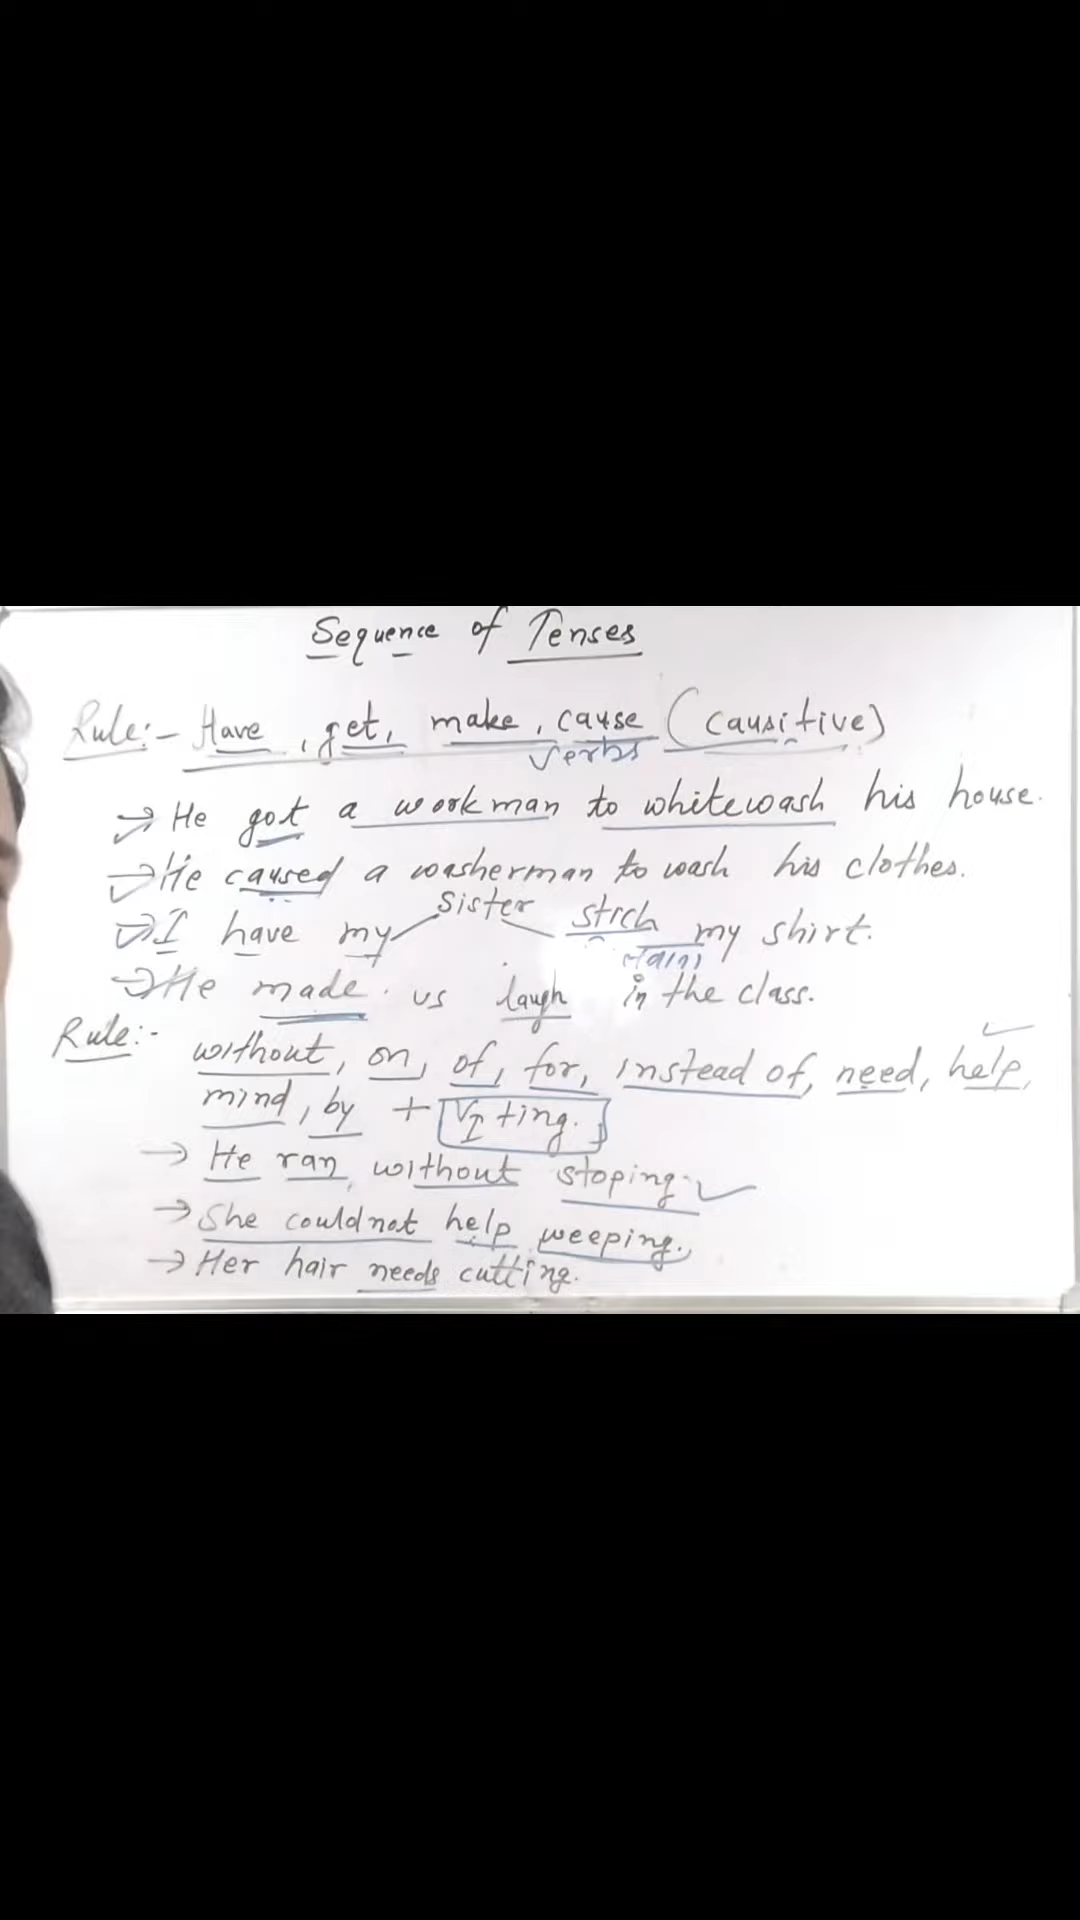 Sequence of Tenses
Rule:- Have, get, make, cause (causitive)
verbs
→ He got a workman to whitewash his house.
→ He caused a washerman to wash his clothes.
→ I have my sister stich my shirt.
→ He made us laugh in the class.
Rule:- without, on, of, for, instead of, need, help,
mind, by + V1 +ing.
→ He ran without stoping.
→ She couldnot help weeping.
→ Her hair needs cutting.